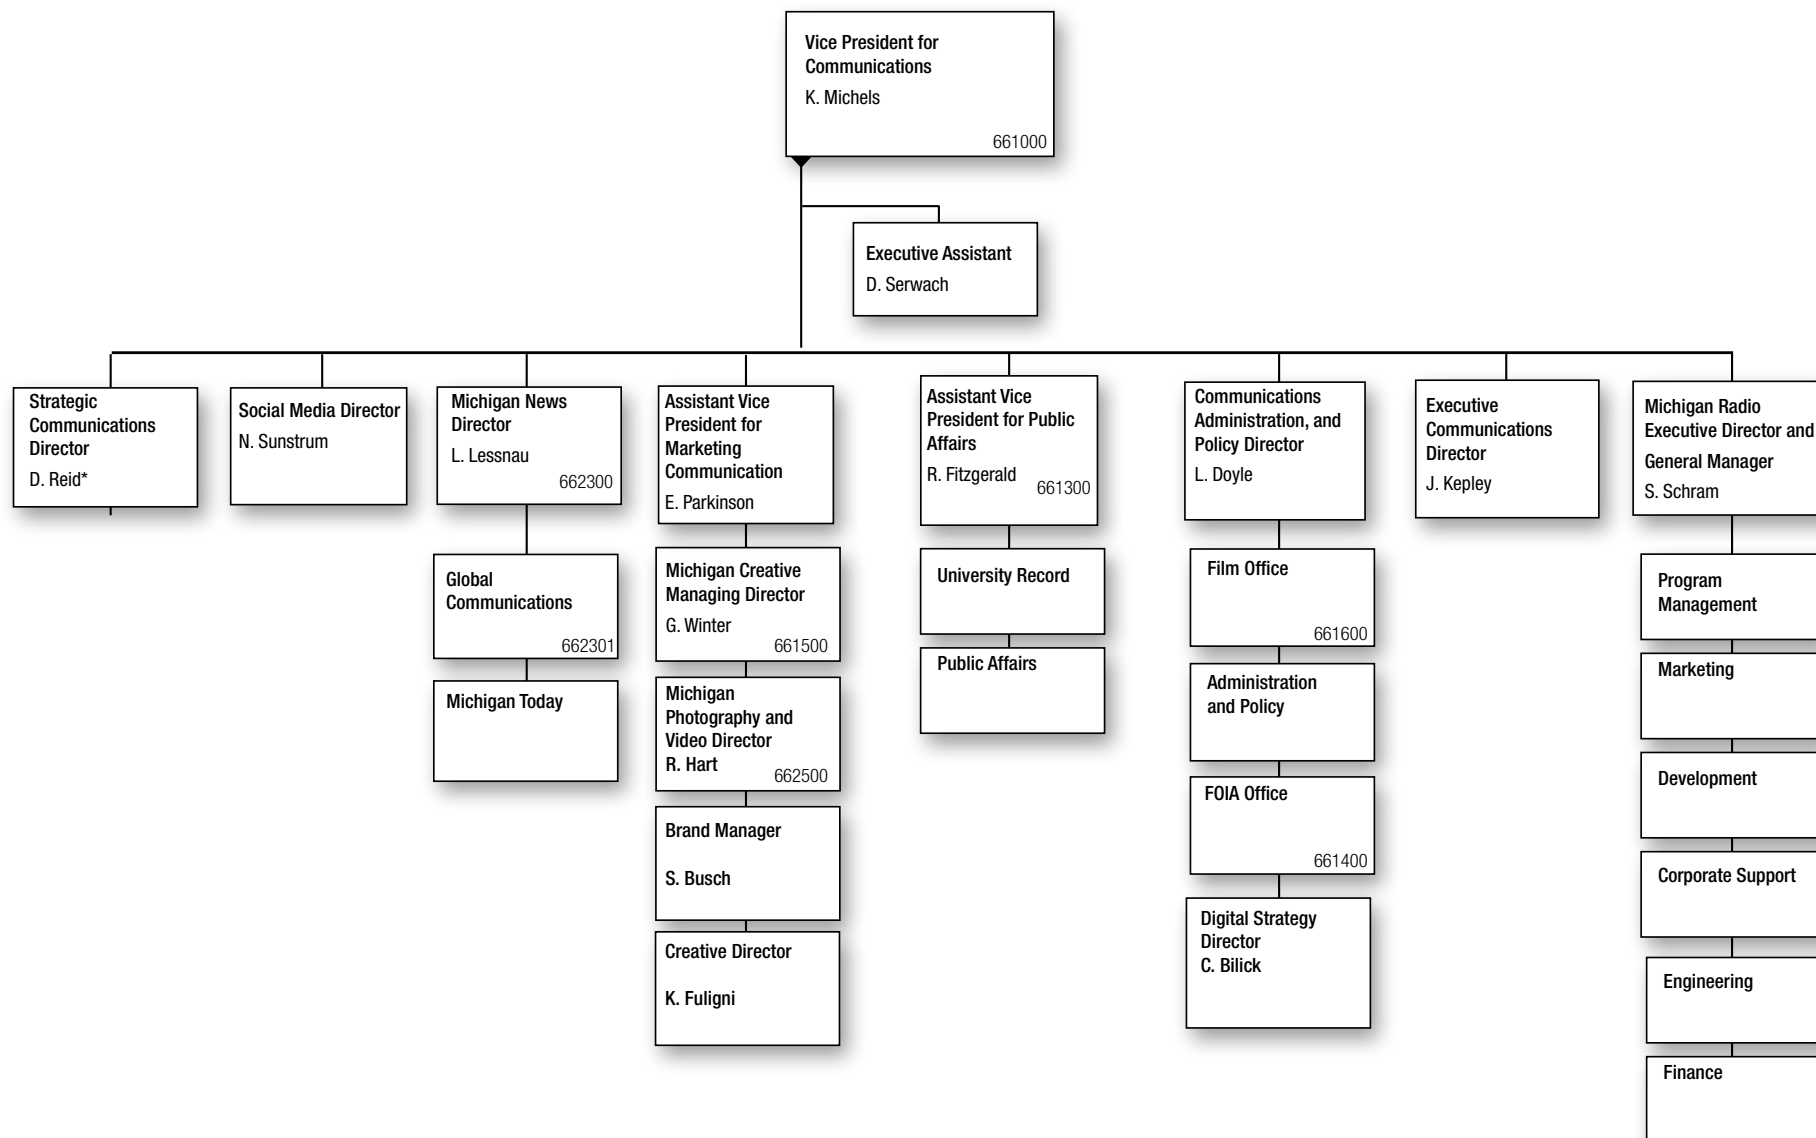 Vice President for
Communications
K. Michels
661000
Executive Assistant
D. Serwach
Strategic
Communications
Director
D. Reid*
Social Media Director
N. Sunstrum
Michigan News
Director
L. Lessnau
662300
Global
Communications
662301
Michigan Today
Assistant Vice
President for
Marketing
Communication
E. Parkinson
Michigan Creative
Managing Director
G. Winter
661500
Michigan
Photography and
Video Director
R. Hart
662500
Brand Manager
S. Busch
Creative Director
K. Fuligni
Assistant Vice
President for Public
Affairs
R. Fitzgerald
661300
University Record
Public Affairs
Communications
Administration, and
Policy Director
L. Doyle
Film Office
661600
Administration
and Policy
FOIA Office
661400
Digital Strategy
Director
C. Bilick
Executive
Communications
Director
J. Kepley
Michigan Radio
Executive Director and
General Manager
S. Schram
Program
Management
Marketing
Development
Corporate Support
Engineering
Finance